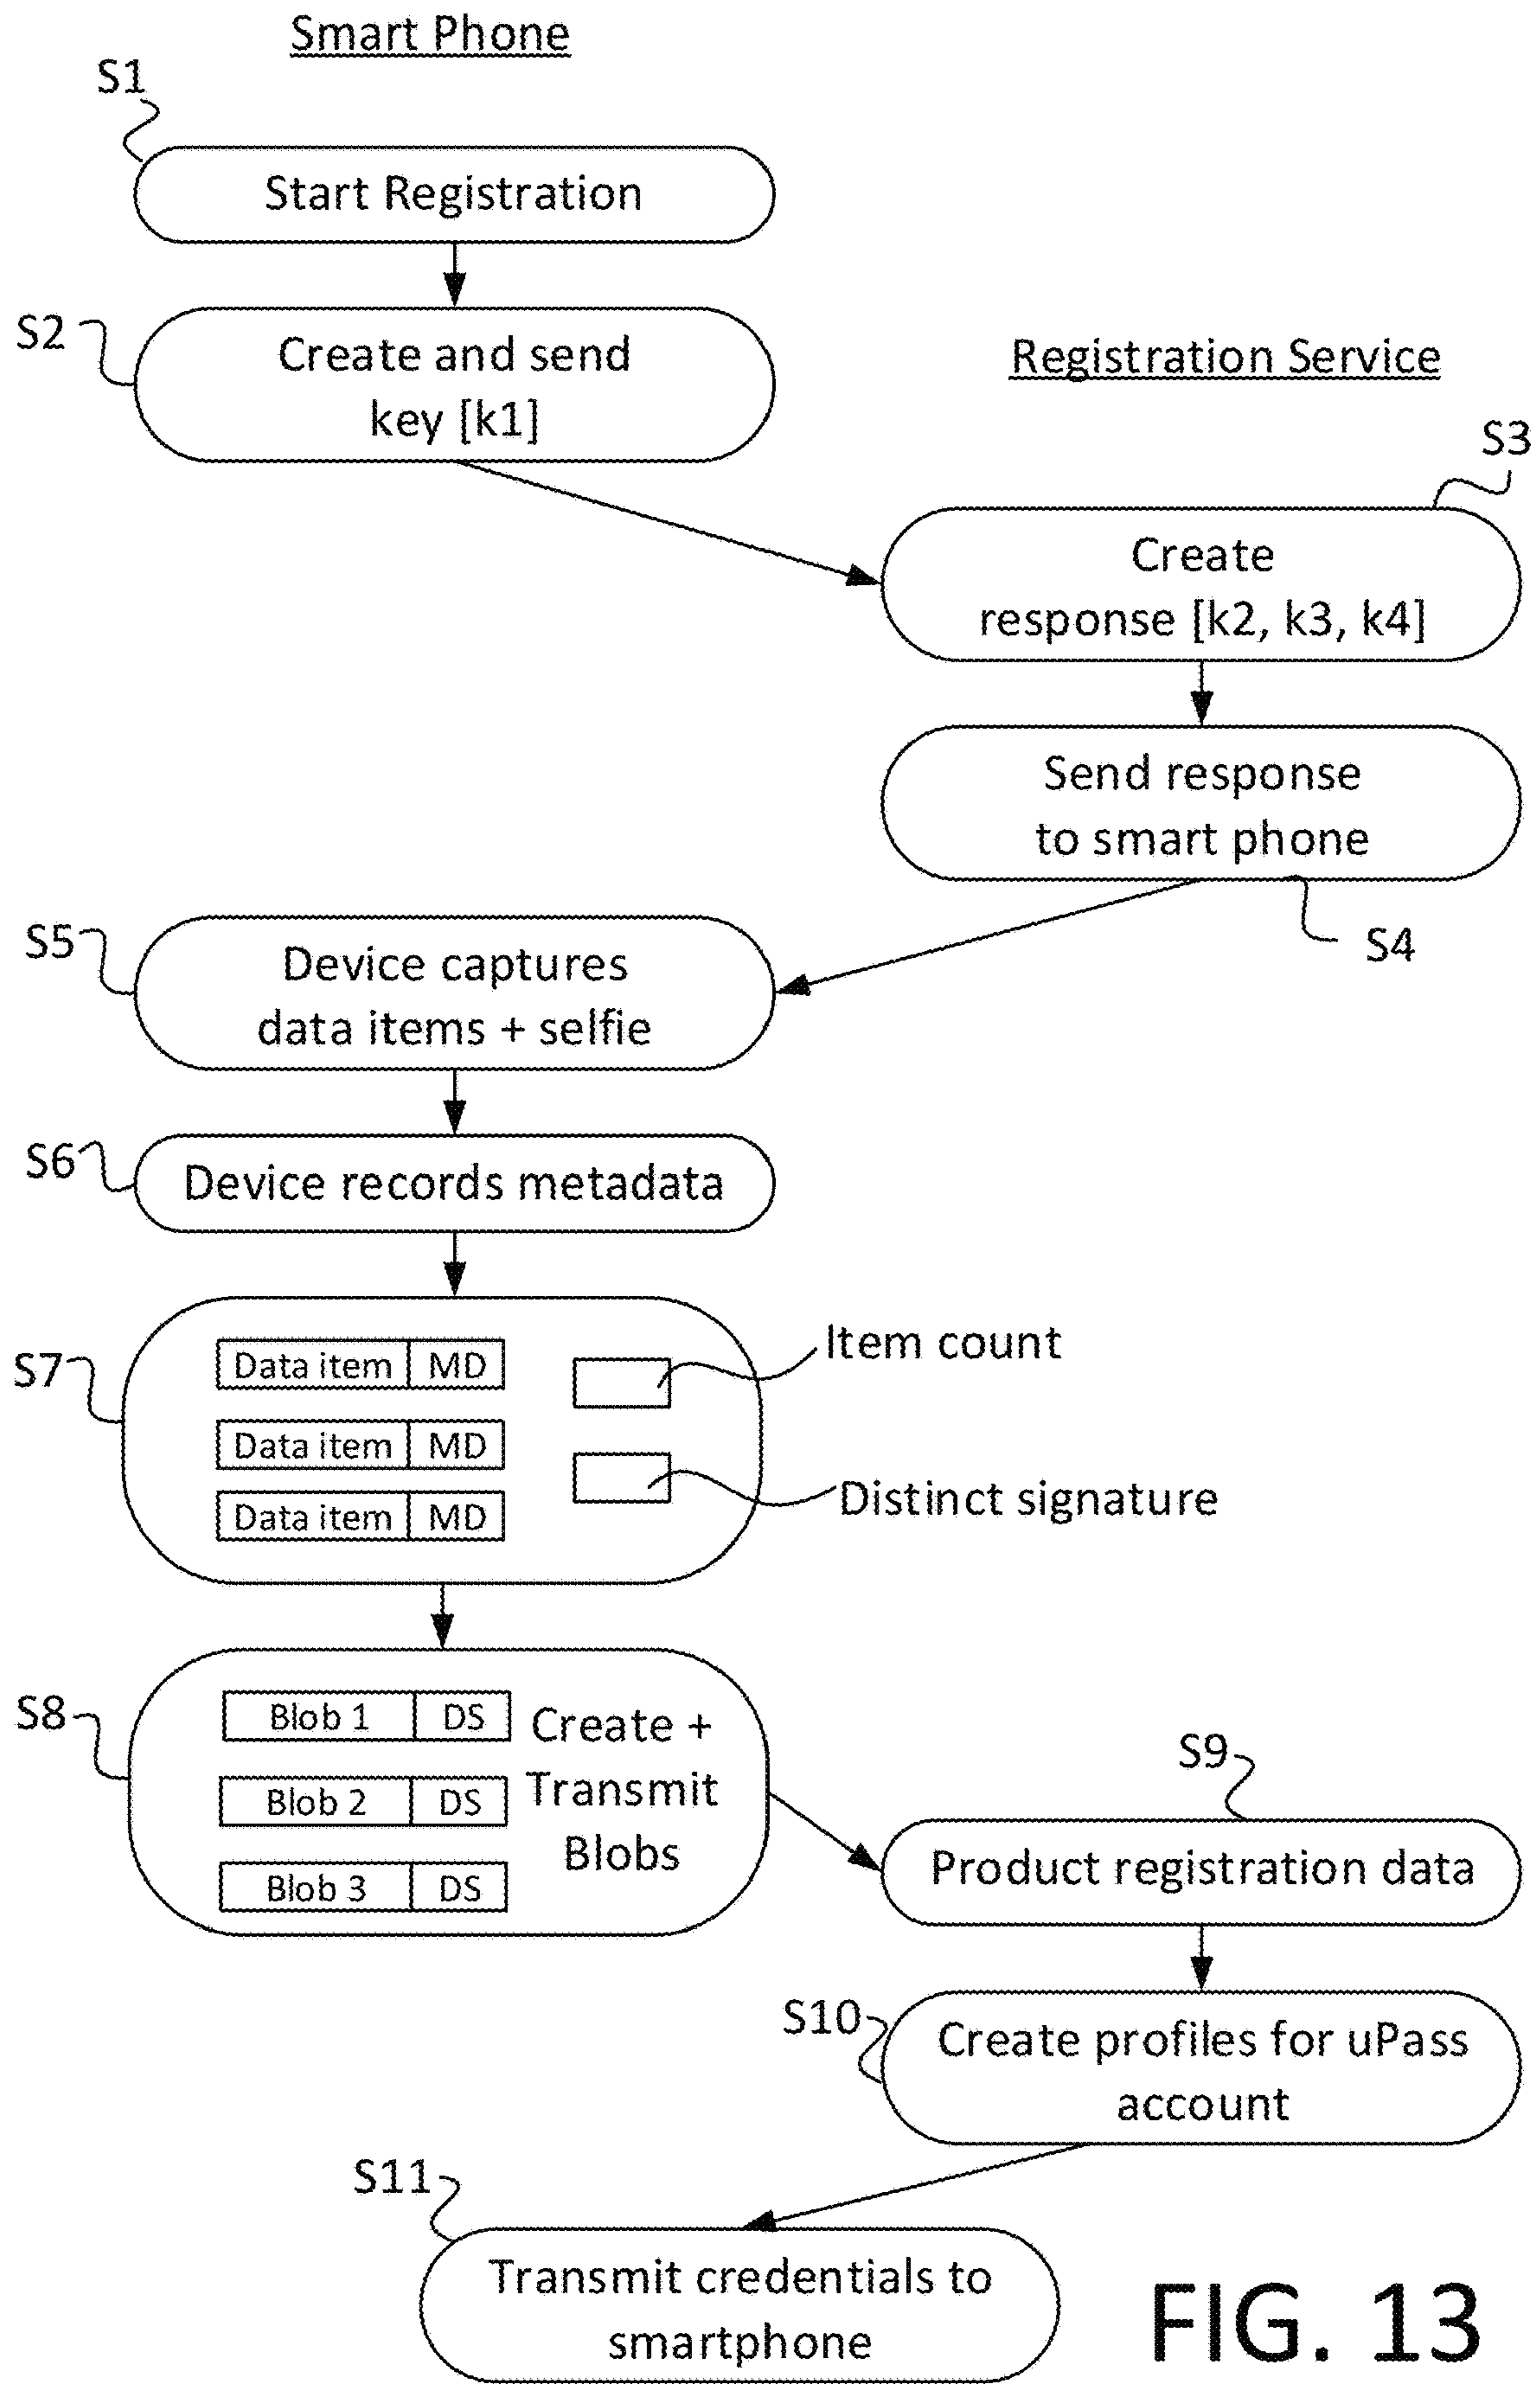 Smart Phone
S1
Start Registration
S2
Create and send
key [k1]
Registration Service
S3
Create
response [k2, k3, k4]
Send response
to smart phone
S4
S5
Device captures
data items + selfie
S6
Device records metadata
S7
Data item MD
Data item MD
Data item MD
Item count
Distinct signature
S8
Blob 1 DS
Blob 2 DS
Blob 3 DS
Create +
Transmit
Blobs
S9
Product registration data
S10
Create profiles for uPass
account
S11
Transmit credentials to
smartphone
FIG. 13